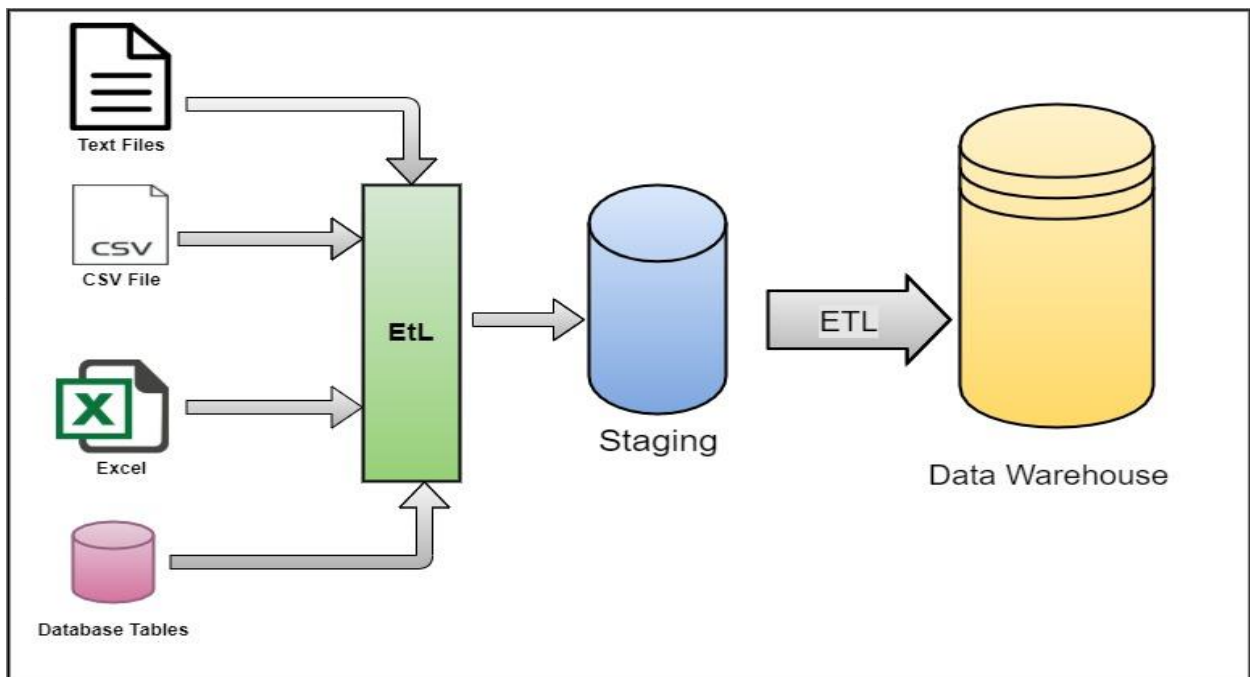 Text Files
CSV
CSV File
X
Excel
Database Tables
EtL
Staging
ETL
Data Warehouse